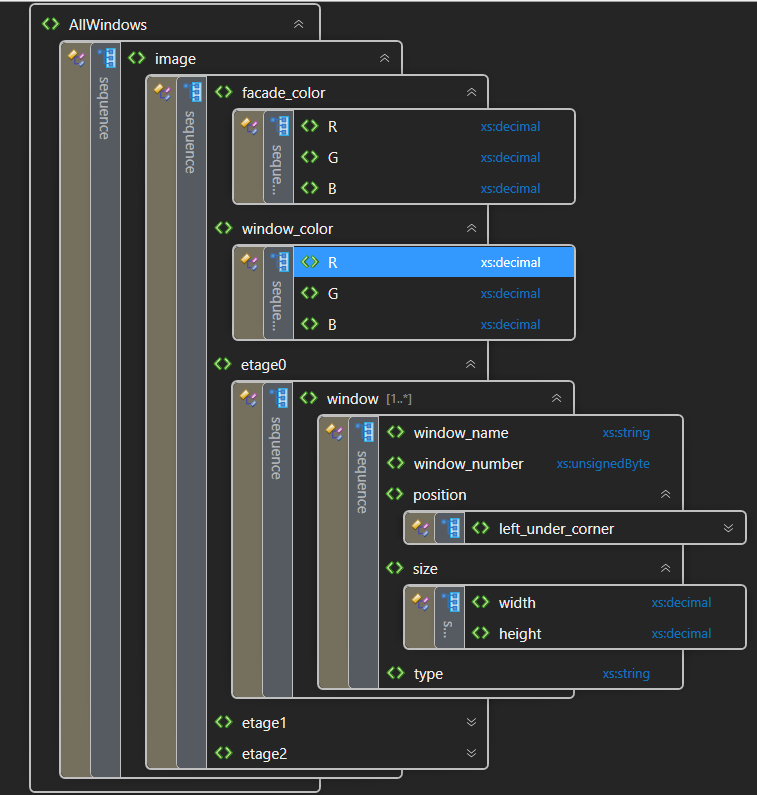 AllWindows
image
sequence
facade_color
sequence
R xs:decimal
G xs:decimal
seque...
B xs:decimal
window_color
R xs:decimal
G xs:decimal
seque...
B xs:decimal
etage0
window [1..*]
sequence
window_name xs:string
window_number xs:unsignedByte
sequence
position
left_under_corner
size
width xs:decimal
s...
height xs:decimal
type xs:string
etage1
etage2